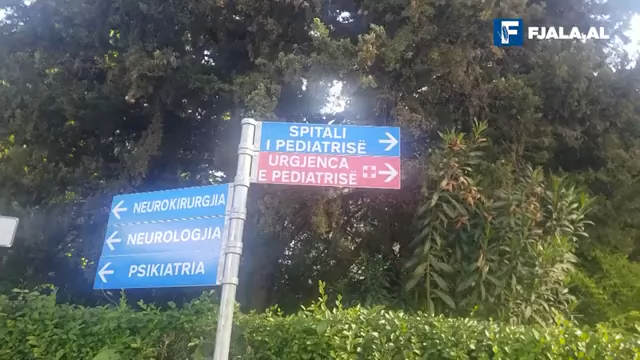 FJALA.AL
SPITALI
I PEDIATRISË
URGJENCA
E PEDIATRISË
NEUROKIRURGJIA
NEUROLOGJIA
PSIKIATRIA